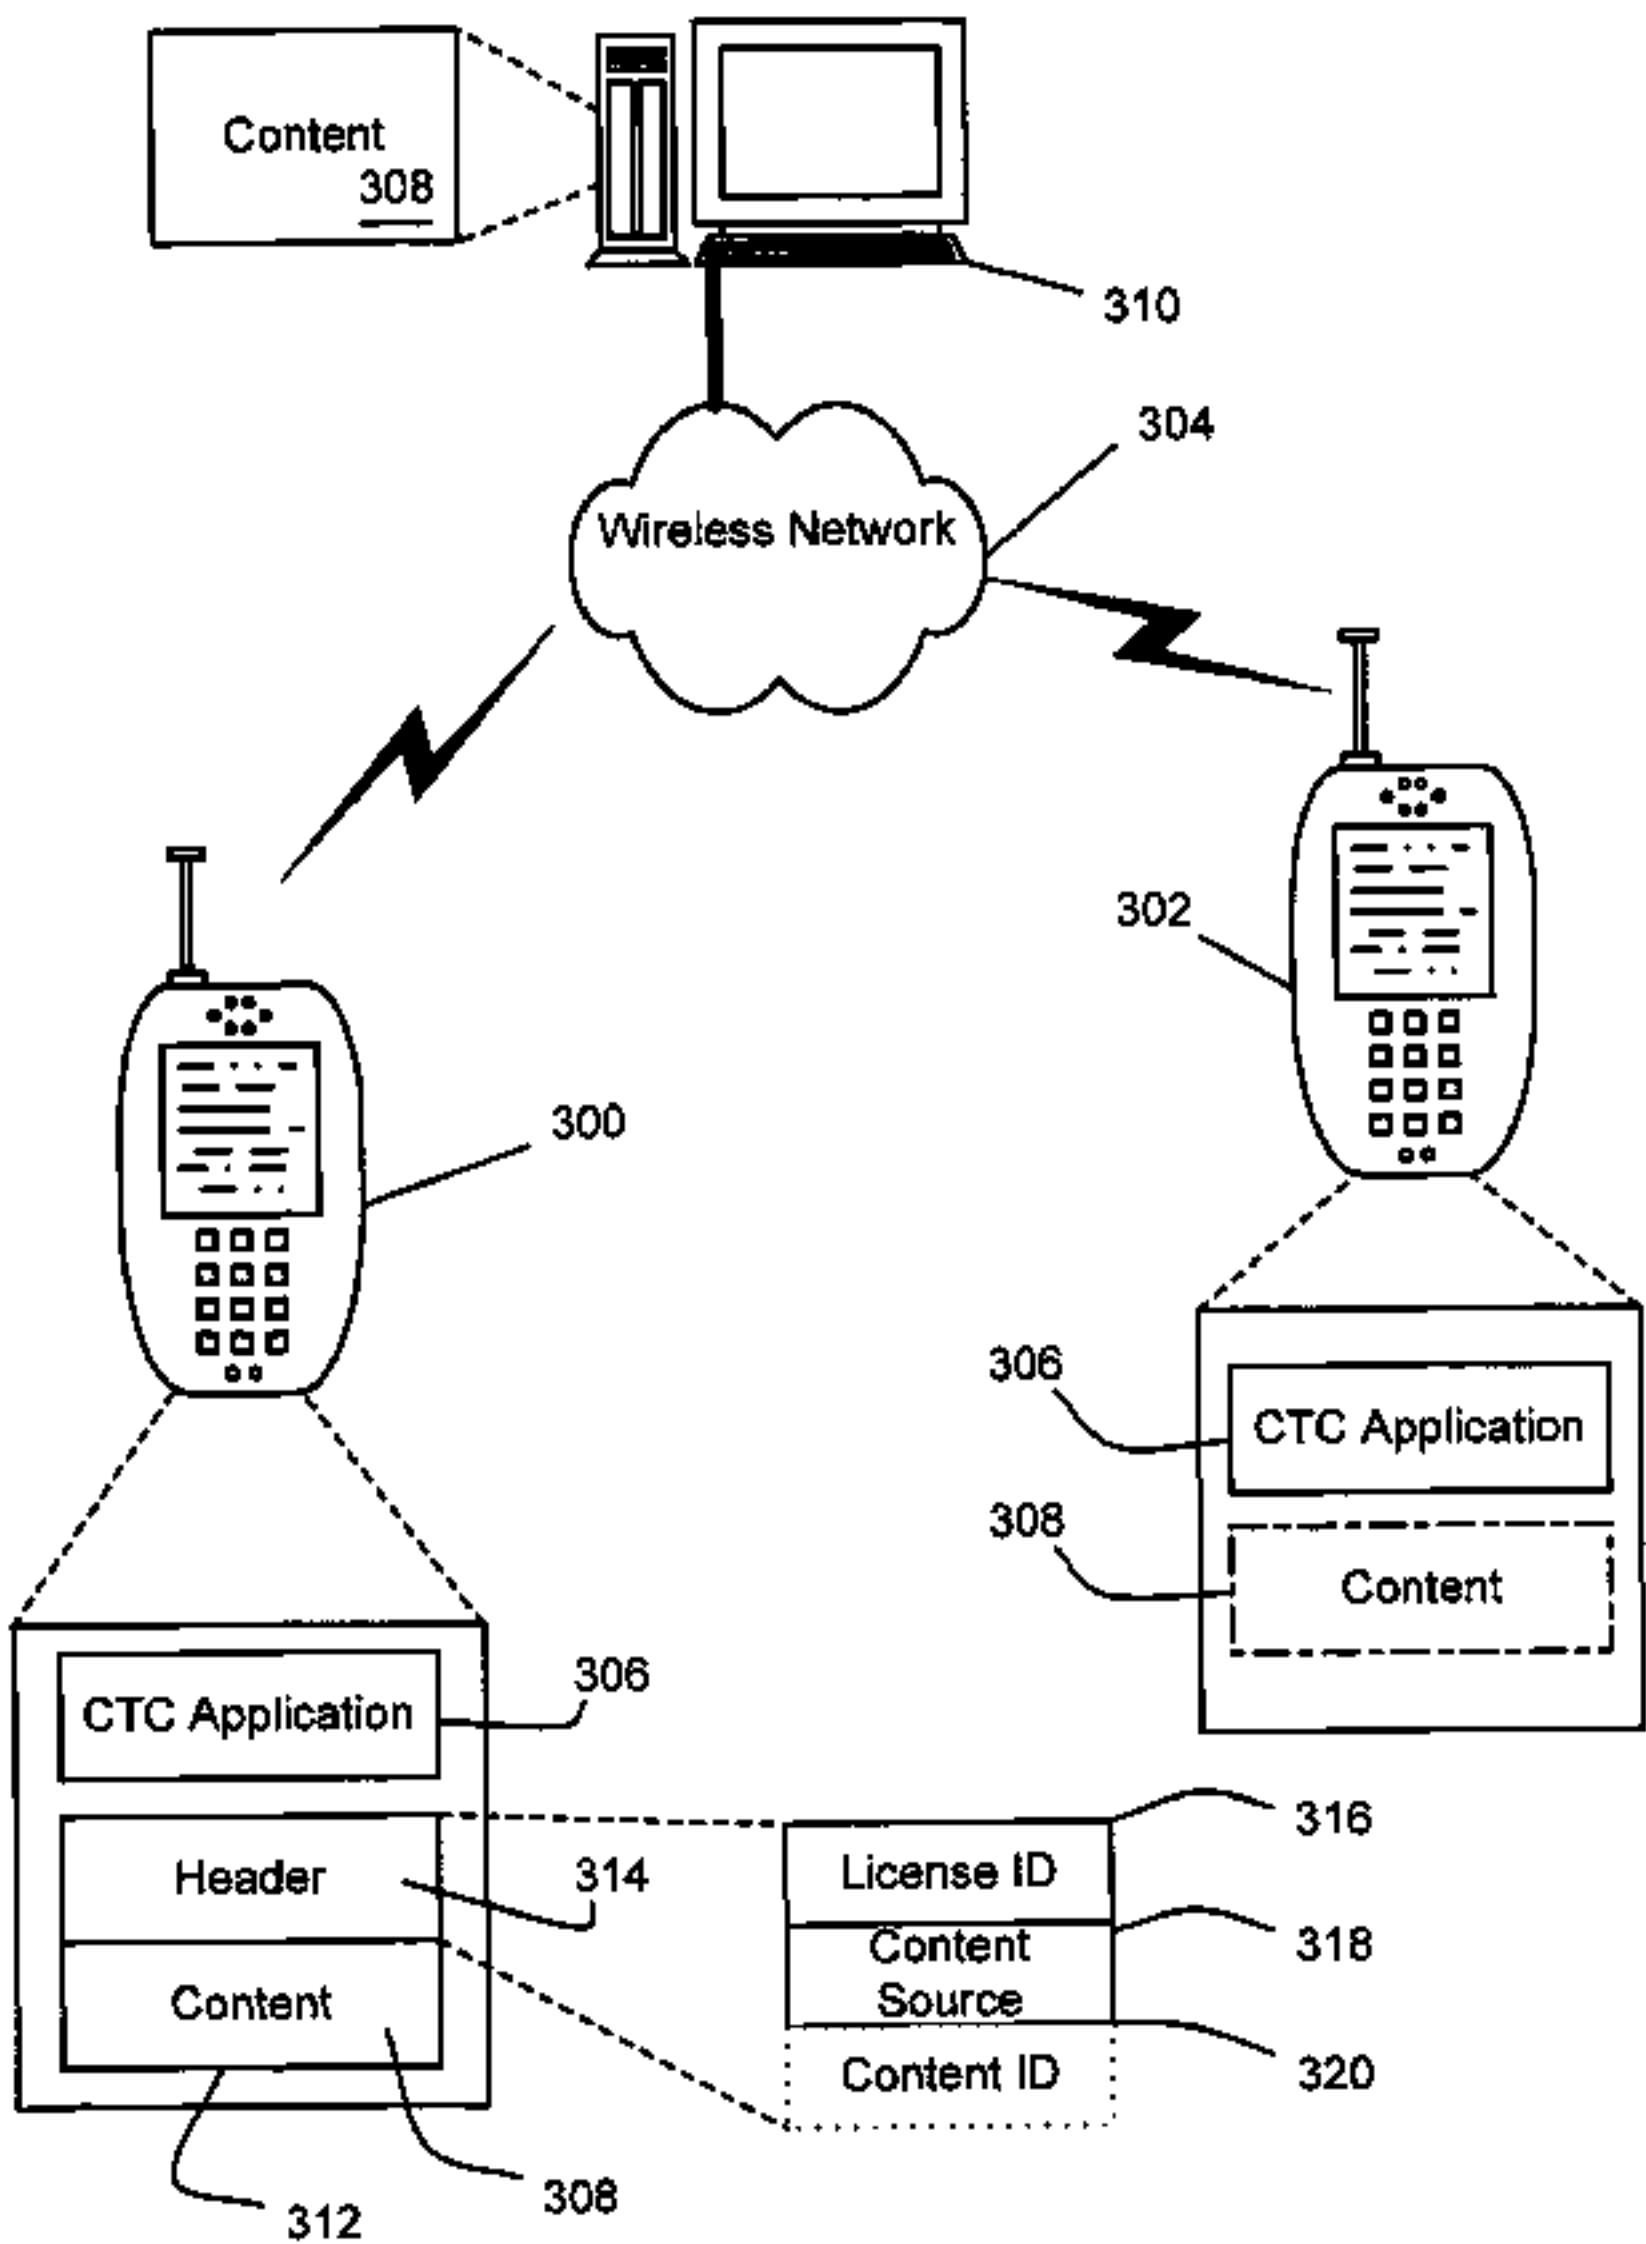 Content
308
310
304
Wireless Network
302
300
306
CTC Application
308
Content
306
CTC Application
316
License ID
Header
314
318
Content
Source
Content
320
Content ID
308
312